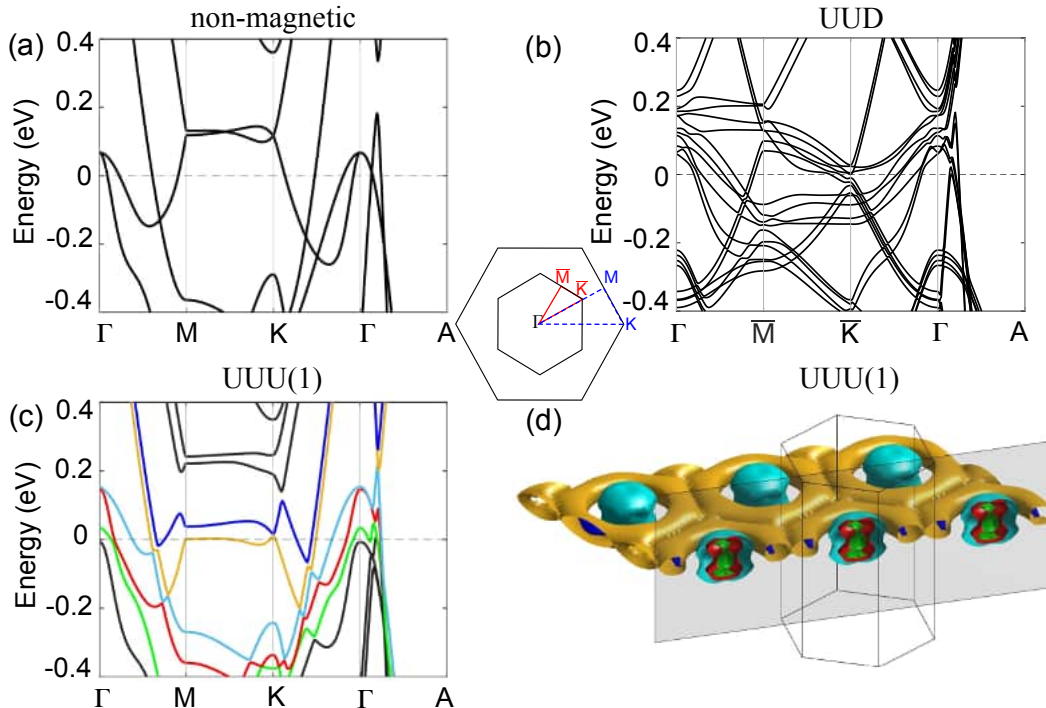 non-magnetic
UUD
(a)
(b)
Energy (eV)
0.4
0.2
0
-0.2
-0.4
Γ M K Γ A
Energy (eV)
0.4
0.2
0
-0.2
-0.4
Γ M̅ K̅ Γ A
M̅
K̅
M
Γ
K
UUU(1)
UUU(1)
(c)
(d)
Energy (eV)
0.4
0.2
0
-0.2
-0.4
Γ M K Γ A